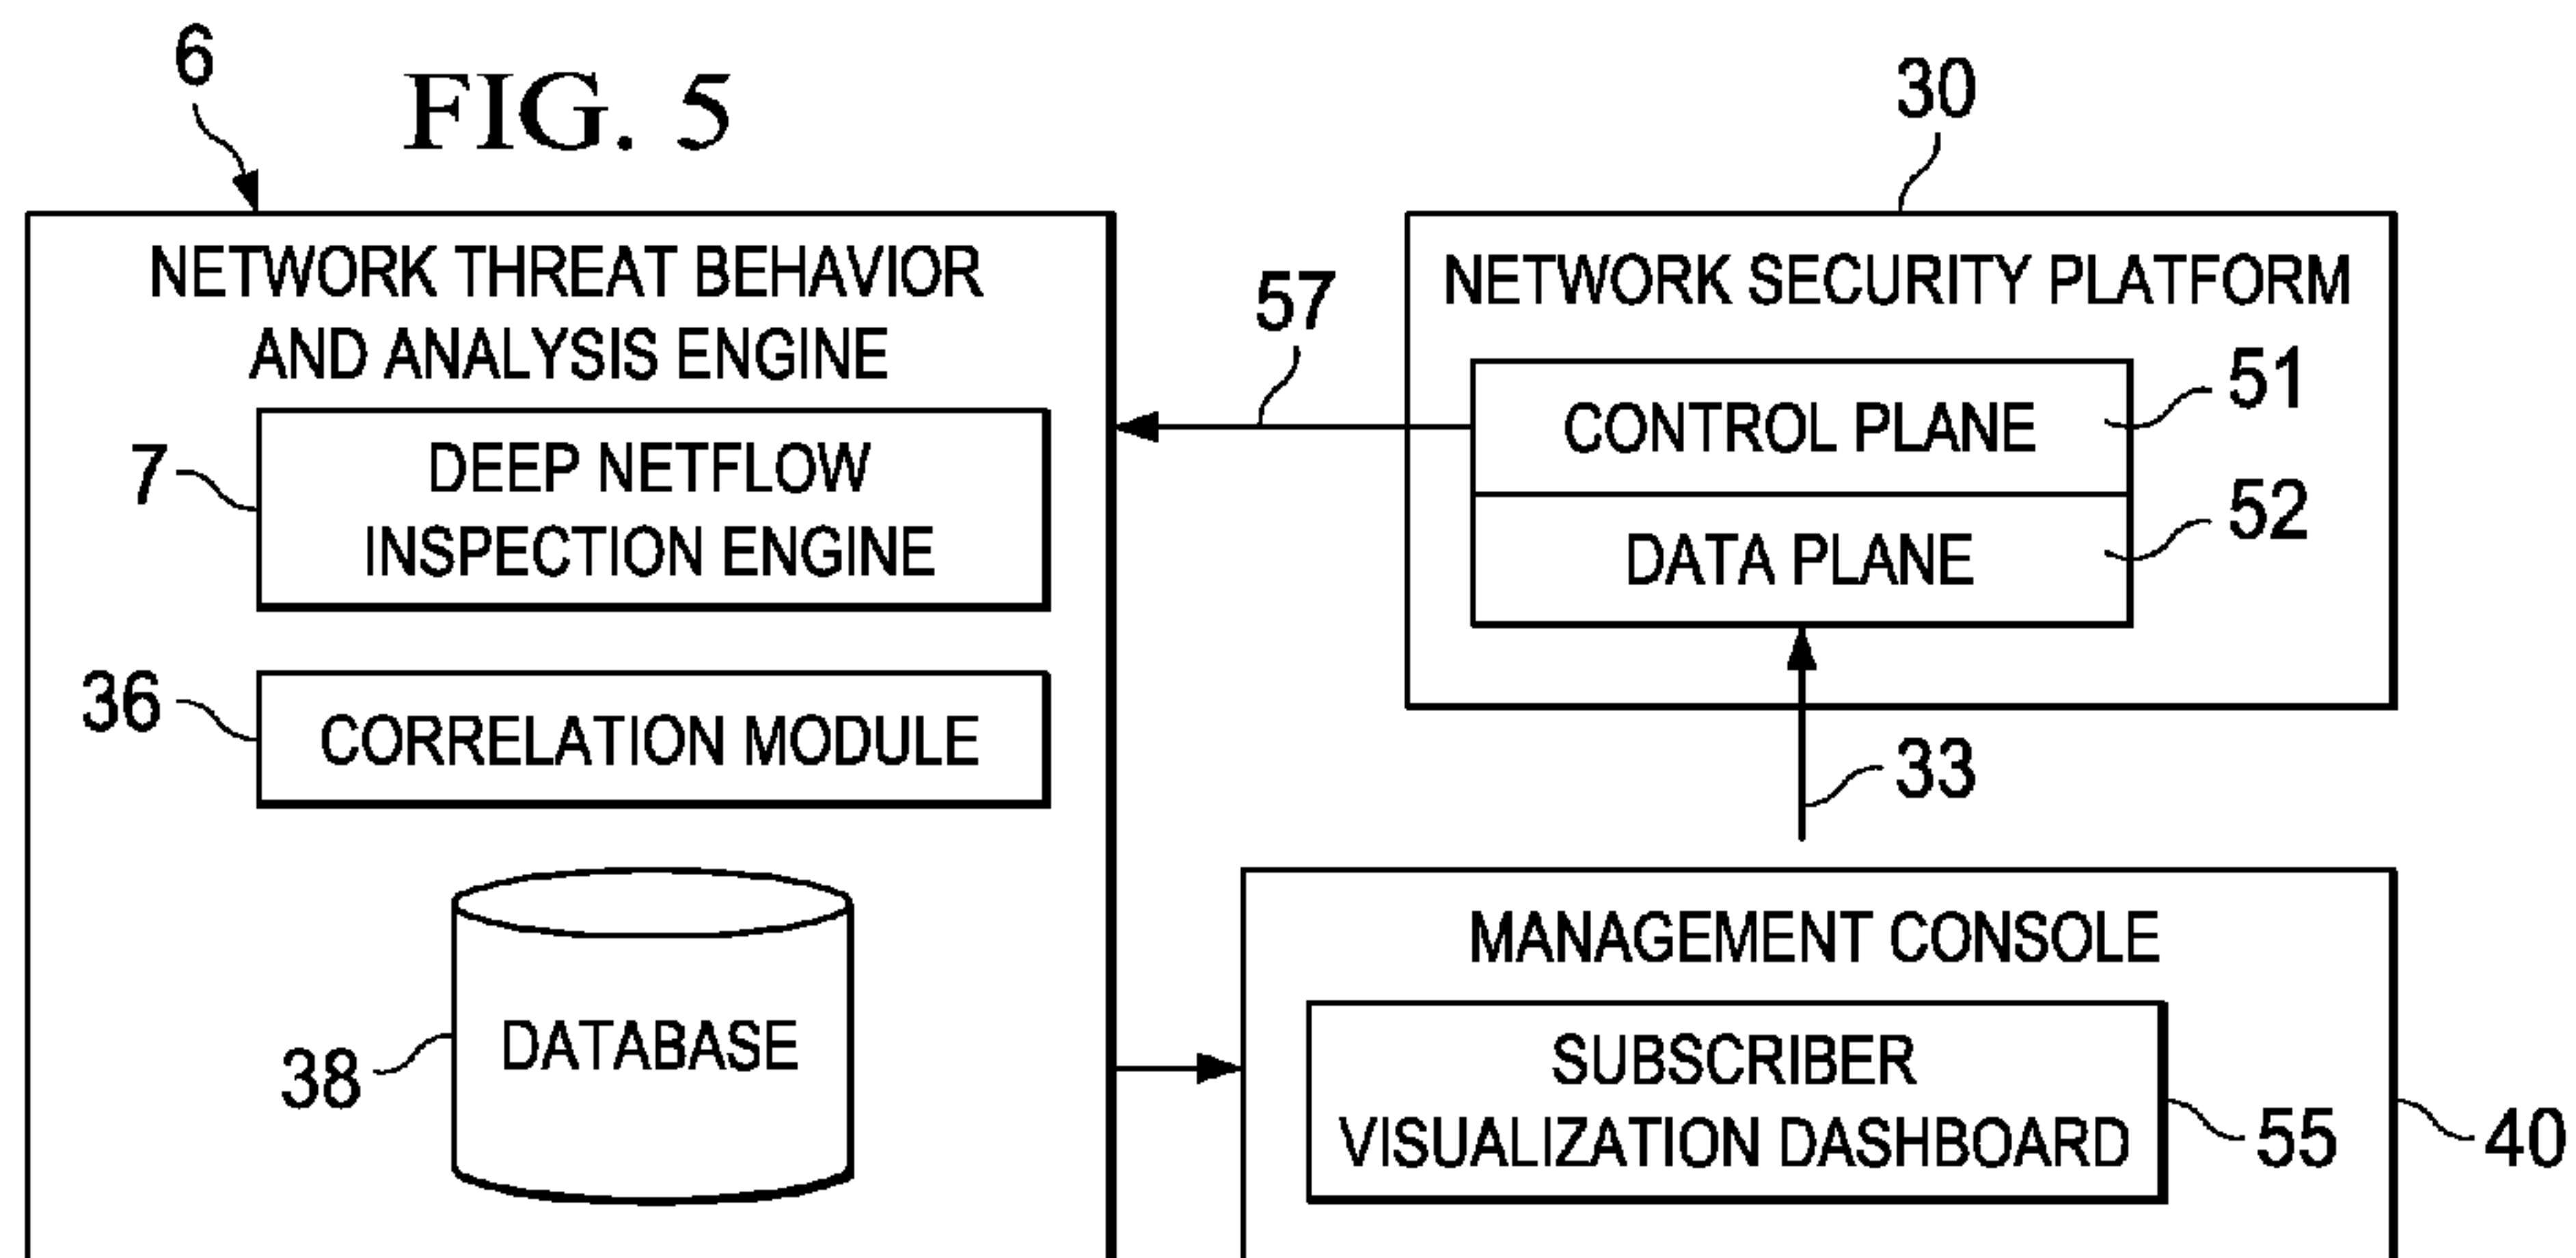 6
FIG. 5
30
NETWORK THREAT BEHAVIOR
AND ANALYSIS ENGINE
7
DEEP NETFLOW
INSPECTION ENGINE
36
CORRELATION MODULE
38
DATABASE
57
NETWORK SECURITY PLATFORM
CONTROL PLANE
51
DATA PLANE
52
33
MANAGEMENT CONSOLE
SUBSCRIBER
VISUALIZATION DASHBOARD
55
40